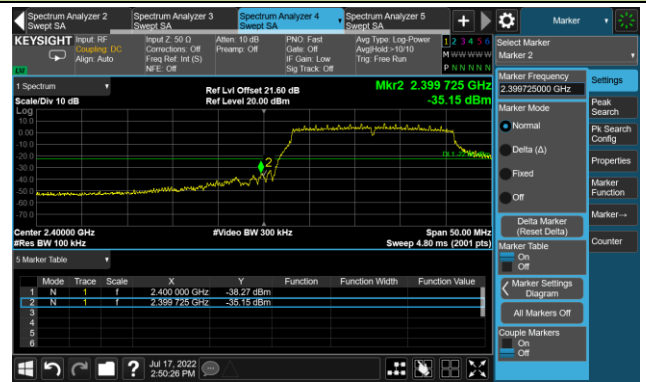 Spectrum Analyzer 2
Swept SA
Spectrum Analyzer 3
Swept SA
Spectrum Analyzer 4
Swept SA
Spectrum Analyzer 5
Swept SA
+
Marker
KEYSIGHT
Input: RF
Coupling: DC
Align: Auto
Input Z: 50 Ω
Corrections: Off
Freq Ref: Int (S)
NFE: Off
Atten: 10 dB
Preamp: Off
PNO: Fast
Gate: Off
IF Gain: Low
Sig Track: Off
Avg Type: Log-Power
Avg|Hold:>10/10
Trig: Free Run
1 2 3 4 5 6
M W W W W W
P N N N N N
Select Marker
Marker 2
1 Spectrum
Scale/Div 10 dB
Log
Ref Lvl Offset 21.60 dB
Ref Level 20.00 dBm
Mkr2 2.399 725 GHz
-35.15 dBm
10.0
0.00
-10.0
-20.0
-30.0
-40.0
-50.0
-60.0
-70.0
2
Center 2.40000 GHz
#Res BW 100 kHz
#Video BW 300 kHz
Span 50.00 MHz
Sweep 4.80 ms (2001 pts)
Marker Frequency
2.399725000 GHz
Marker Mode
Normal
Delta (Δ)
Fixed
Off
Delta Marker
(Reset Delta)
Marker Table
On
Off
Marker Settings
Diagram
All Markers Off
Couple Markers
On
Off
Settings
Peak
Search
Pk Search
Config
Properties
Marker
Function
Marker→
Counter
5 Marker Table
Mode Trace Scale X Y Function Function Width Function Value
1 N 1 f 2.400 000 GHz -38.27 dBm
2 N 1 f 2.399 725 GHz -35.15 dBm
3
4
5
6
?
Jul 17, 2022
2:50:26 PM